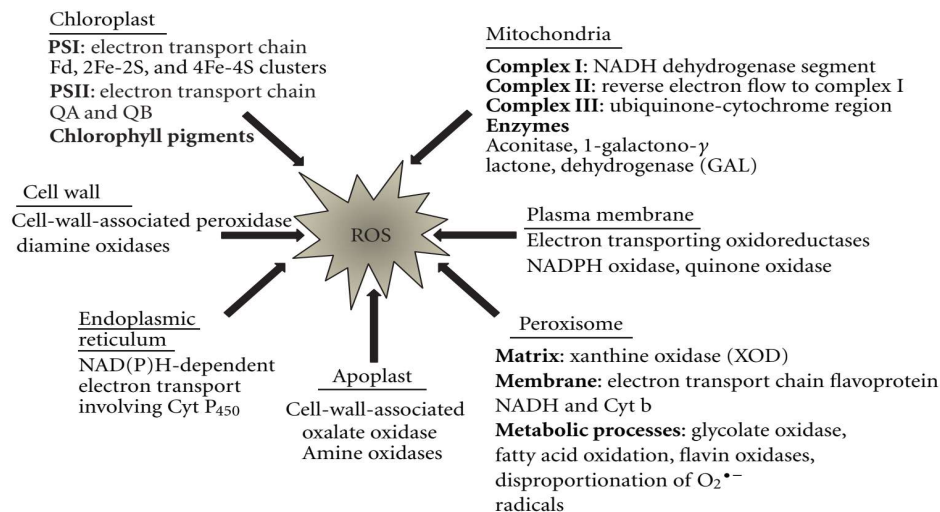 Chloroplast
PSI: electron transport chain
Fd, 2Fe-2S, and 4Fe-4S clusters
PSII: electron transport chain
QA and QB
Chlorophyll pigments
Mitochondria
Complex I: NADH dehydrogenase segment
Complex II: reverse electron flow to complex I
Complex III: ubiquinone-cytochrome region
Enzymes
Aconitase, 1-galactono-γ
lactone, dehydrogenase (GAL)
Cell wall
Cell-wall-associated peroxidase
diamine oxidases
ROS
Plasma membrane
Electron transporting oxidoreductases
NADPH oxidase, quinone oxidase
Endoplasmic
reticulum
NAD(P)H-dependent
electron transport
involving Cyt P₄₅₀
Apoplast
Cell-wall-associated
oxalate oxidase
Amine oxidases
Peroxisome
Matrix: xanthine oxidase (XOD)
Membrane: electron transport chain flavoprotein
NADH and Cyt b
Metabolic processes: glycolate oxidase,
fatty acid oxidation, flavin oxidases,
disproportionation of O₂•⁻
radicals